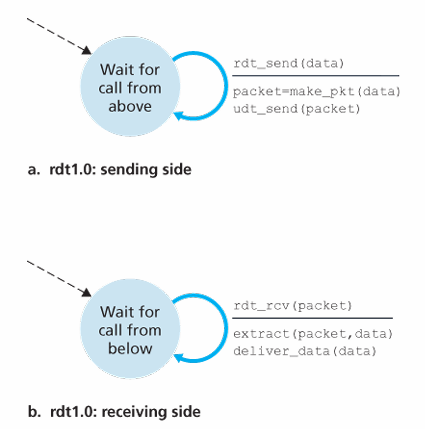 Wait for
call from
above
rdt_send(data)
packet=make_pkt(data)
udt_send(packet)
a. rdt1.0: sending side
Wait for
call from
below
rdt_rcv(packet)
extract(packet,data)
deliver_data(data)
b. rdt1.0: receiving side